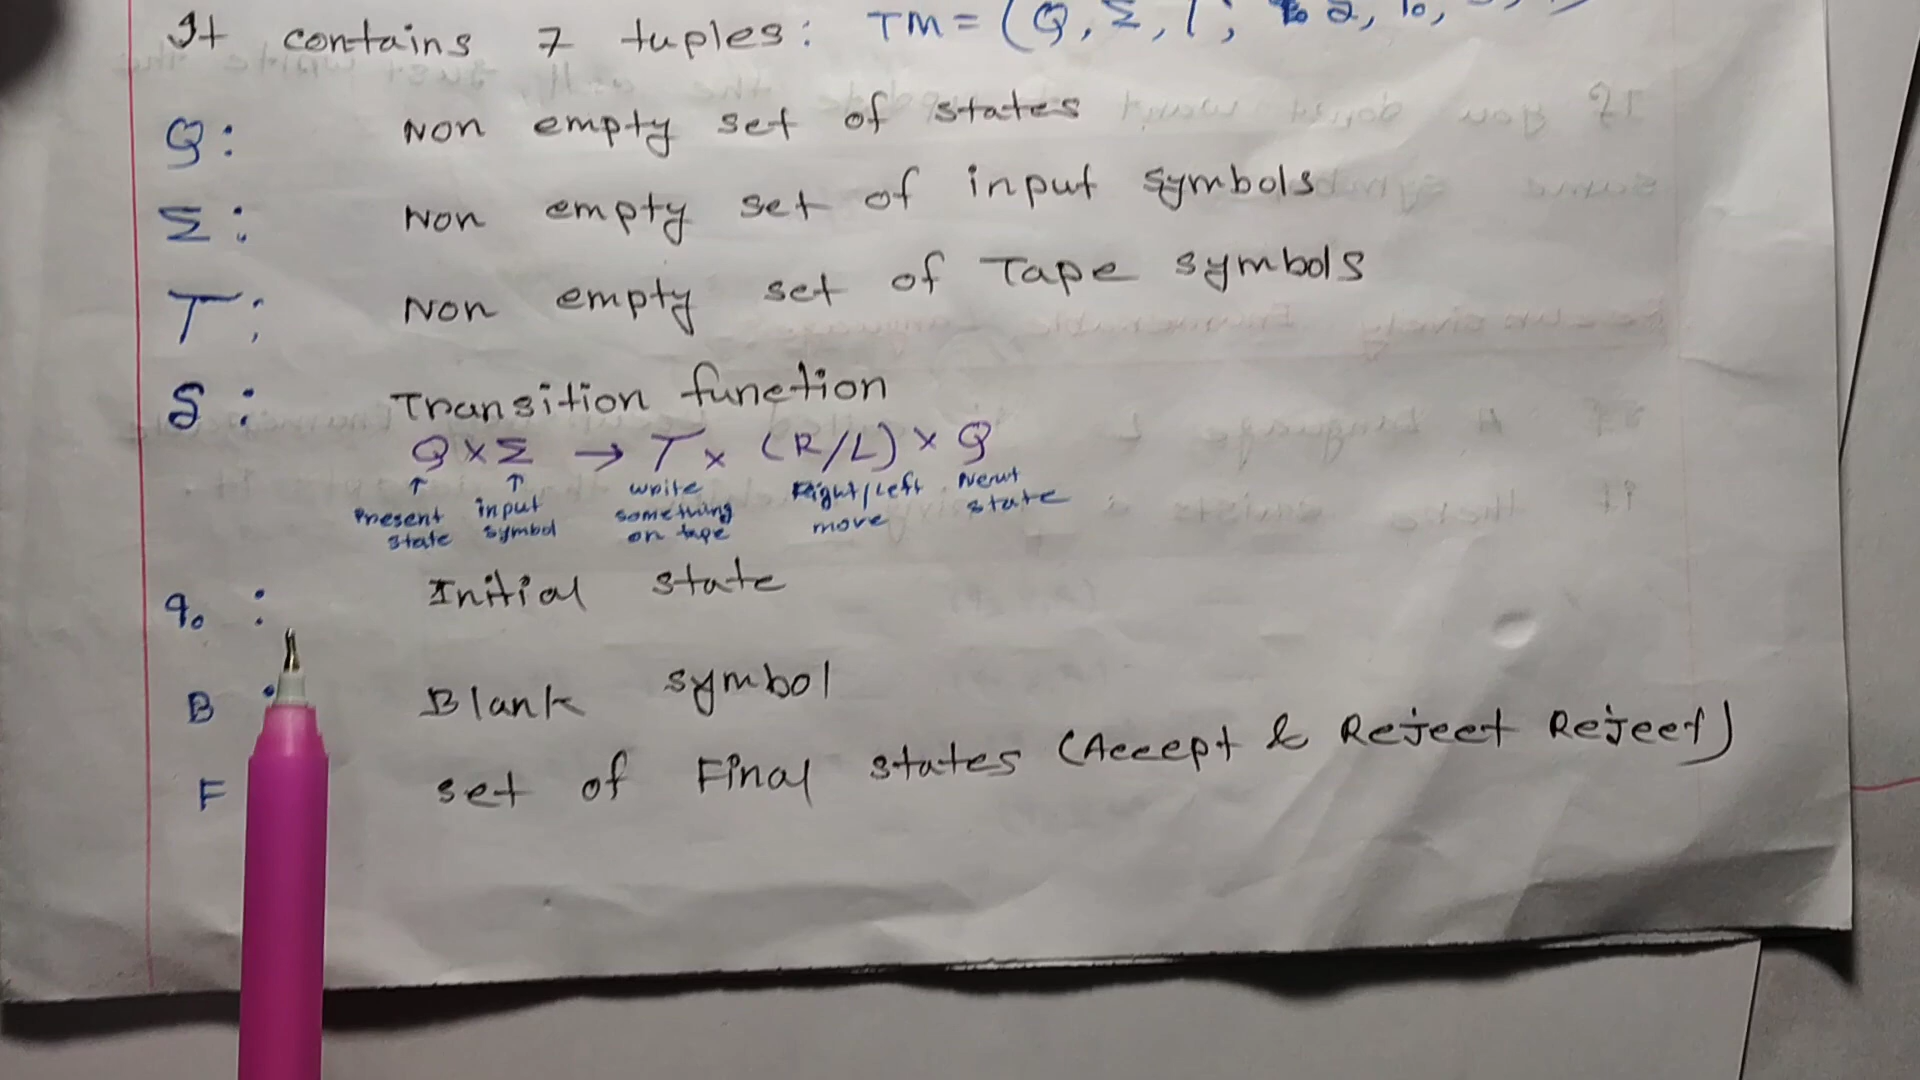 It contains 7 tuples: TM = (Q, Σ,
Q: Non empty set of states
Σ: Non empty set of input symbols
T: Non empty set of Tape symbols
δ: Transition function
Q × Σ → T × (R/L) × Q
↑ ↑ write Right/Left Next
Present input something move state
state symbol on tape
q₀ : Initial state
B : Blank symbol
F set of Final states (Accept & Reject Reject)